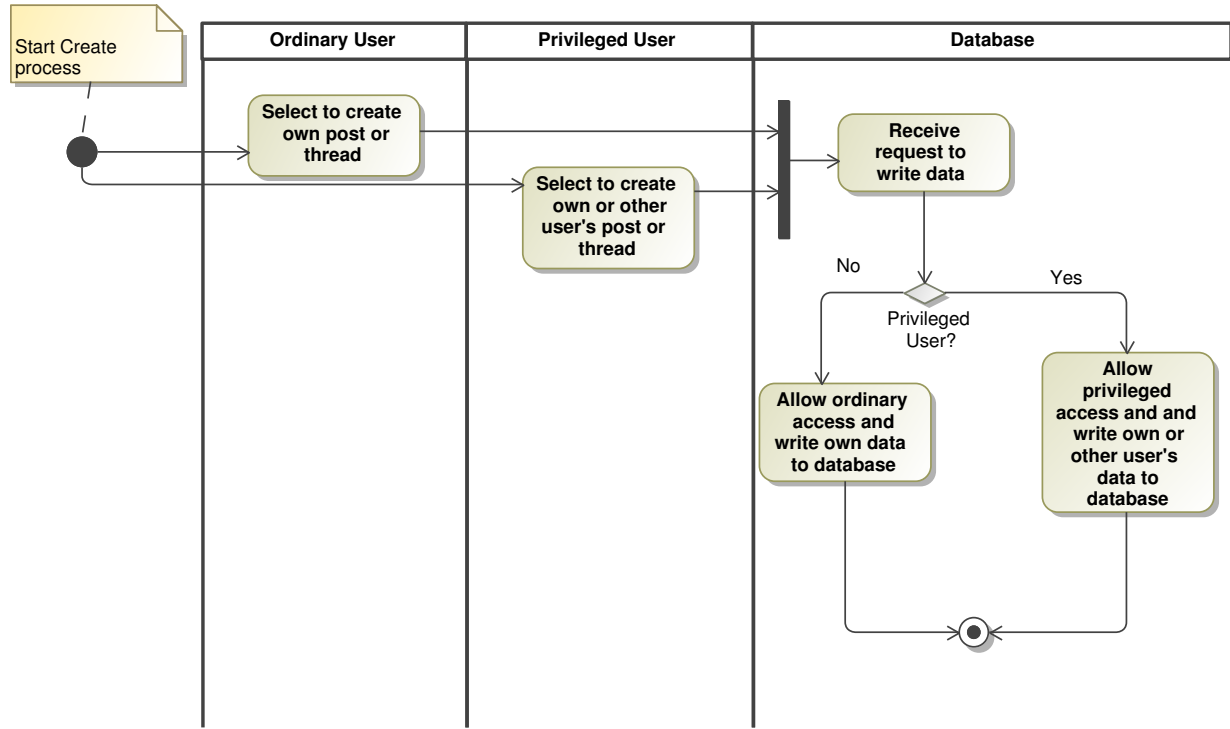 Start Create
process
Ordinary User
Privileged User
Database
Select to create
own post or
thread
Select to create
own or other
user's post or
thread
Receive
request to
write data
No
Yes
Privileged
User?
Allow ordinary
access and
write own data
to database
Allow
privileged
access and and
write own or
other user's
data to
database